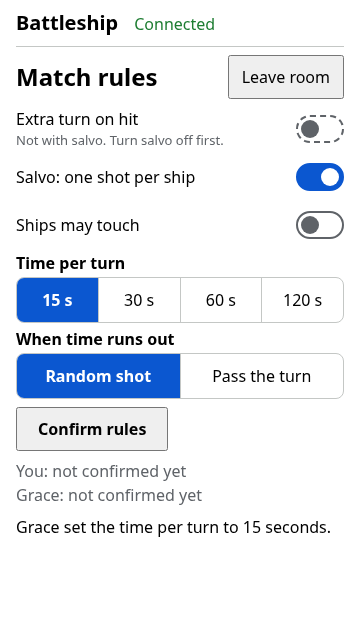 Battleship Connected
Match rules Leave room
Extra turn on hit
Not with salvo. Turn salvo off first.
Salvo: one shot per ship
Ships may touch
Time per turn
15 s 30 s 60 s 120 s
When time runs out
Random shot Pass the turn
Confirm rules
You: not confirmed yet
Grace: not confirmed yet
Grace set the time per turn to 15 seconds.